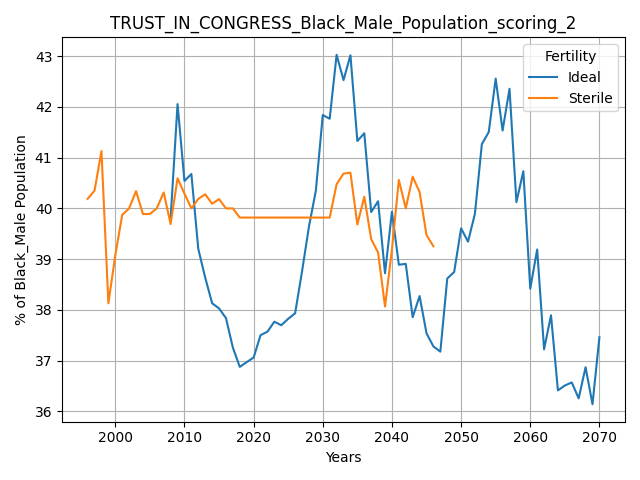 TRUST_IN_CONGRESS_Black_Male_Population_scoring_2
% of Black_Male Population
43
42
41
40
39
38
37
36
Fertility
Ideal
Sterile
2000 2010 2020 2030 2040 2050 2060 2070
Years